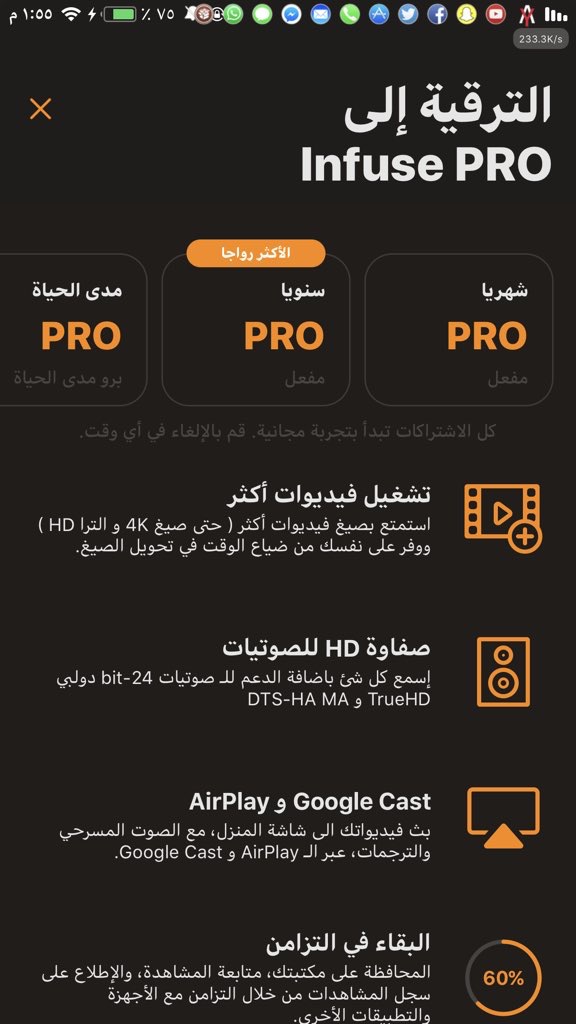 ١:٥٥ م
٪ ٧٥
233.3K/s
الترقية إلى
Infuse PRO
الأكثر رواجا
شهريا
PRO
مفعل
سنويا
PRO
مفعل
مدى الحياة
PRO
برو مدى الحياة
كل الاشتراكات تبدأ بتجربة مجانية. قم بالإلغاء في أي وقت.
تشغيل فيديوات أكثر
استمتع بصيغ فيديوات أكثر ( حتى صيغ 4K و الترا HD )
ووفر على نفسك من ضياع الوقت في تحويل الصيغ.
صفاوة HD للصوتيات
إسمع كل شئ باضافة الدعم للـ صوتيات 24-bit دولبي
TrueHD و DTS-HA MA
Google Cast و AirPlay
بث فيديواتك الى شاشة المنزل، مع الصوت المسرحي
والترجمات، عبر الـ AirPlay و Google Cast.
البقاء في التزامن
60%
المحافظة على مكتبتك، متابعة المشاهدة، والإطلاع على
سجل المشاهدات من خلال التزامن مع الأجهزة
والتطبيقات الأخرى.